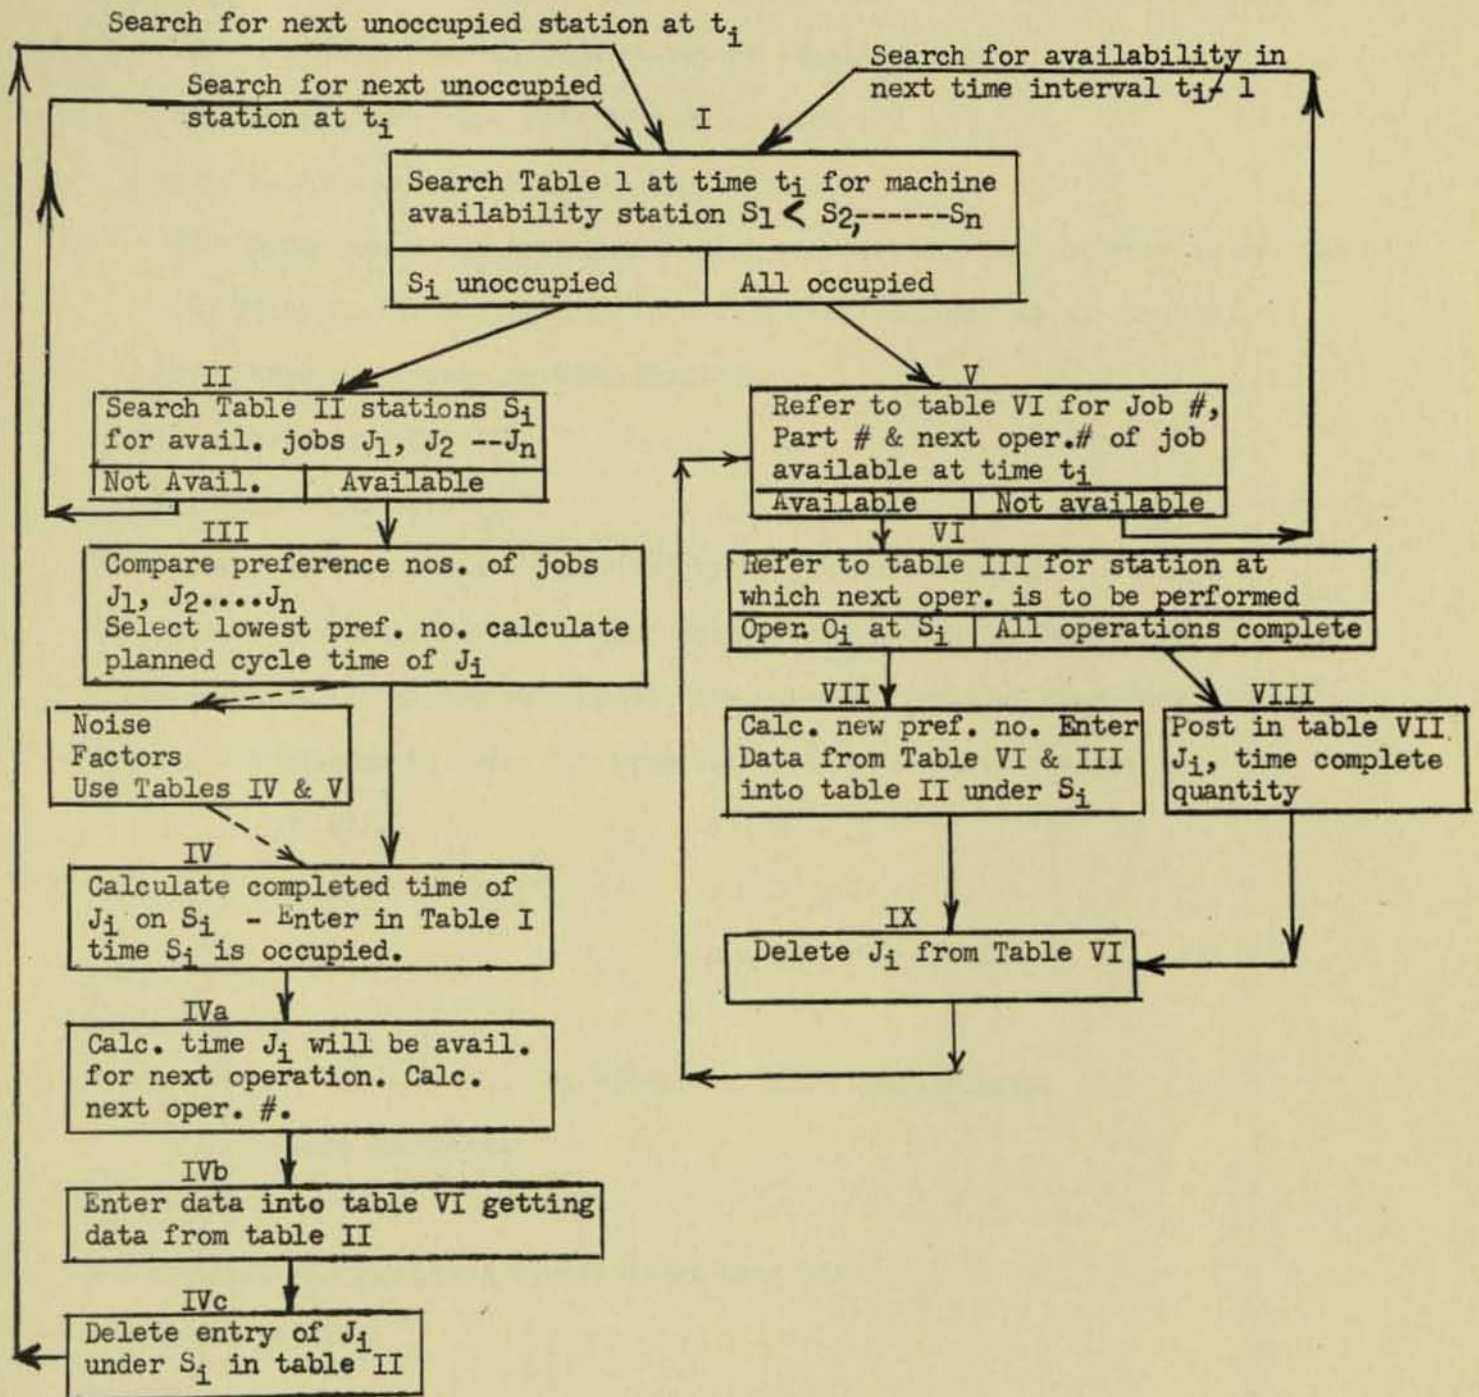 Search for next unoccupied station at ti
Search for next unoccupied
station at ti
Search for availability in
next time interval ti≠ 1
I
Search Table 1 at time ti for machine
availability station S1 < S2,------Sn
Si unoccupied
All occupied
II
Search Table II stations Si
for avail. jobs J1, J2 --Jn
Not Avail.
Available
III
Compare preference nos. of jobs
J1, J2....Jn
Select lowest pref. no. calculate
planned cycle time of Ji
Noise
Factors
Use Tables IV & V
IV
Calculate completed time of
Ji on Si - Enter in Table I
time Si is occupied.
IVa
Calc. time Ji will be avail.
for next operation. Calc.
next oper. #.
IVb
Enter data into table VI getting
data from table II
IVc
Delete entry of Ji
under Si in table II
V
Refer to table VI for Job #,
Part # & next oper.# of job
available at time ti
Available
Not available
VI
Refer to table III for station at
which next oper. is to be performed
Oper. Oi at Si
All operations complete
VII
Calc. new pref. no. Enter
Data from Table VI & III
into table II under Si
VIII
Post in table VII
Ji, time complete
quantity
IX
Delete Ji from Table VI